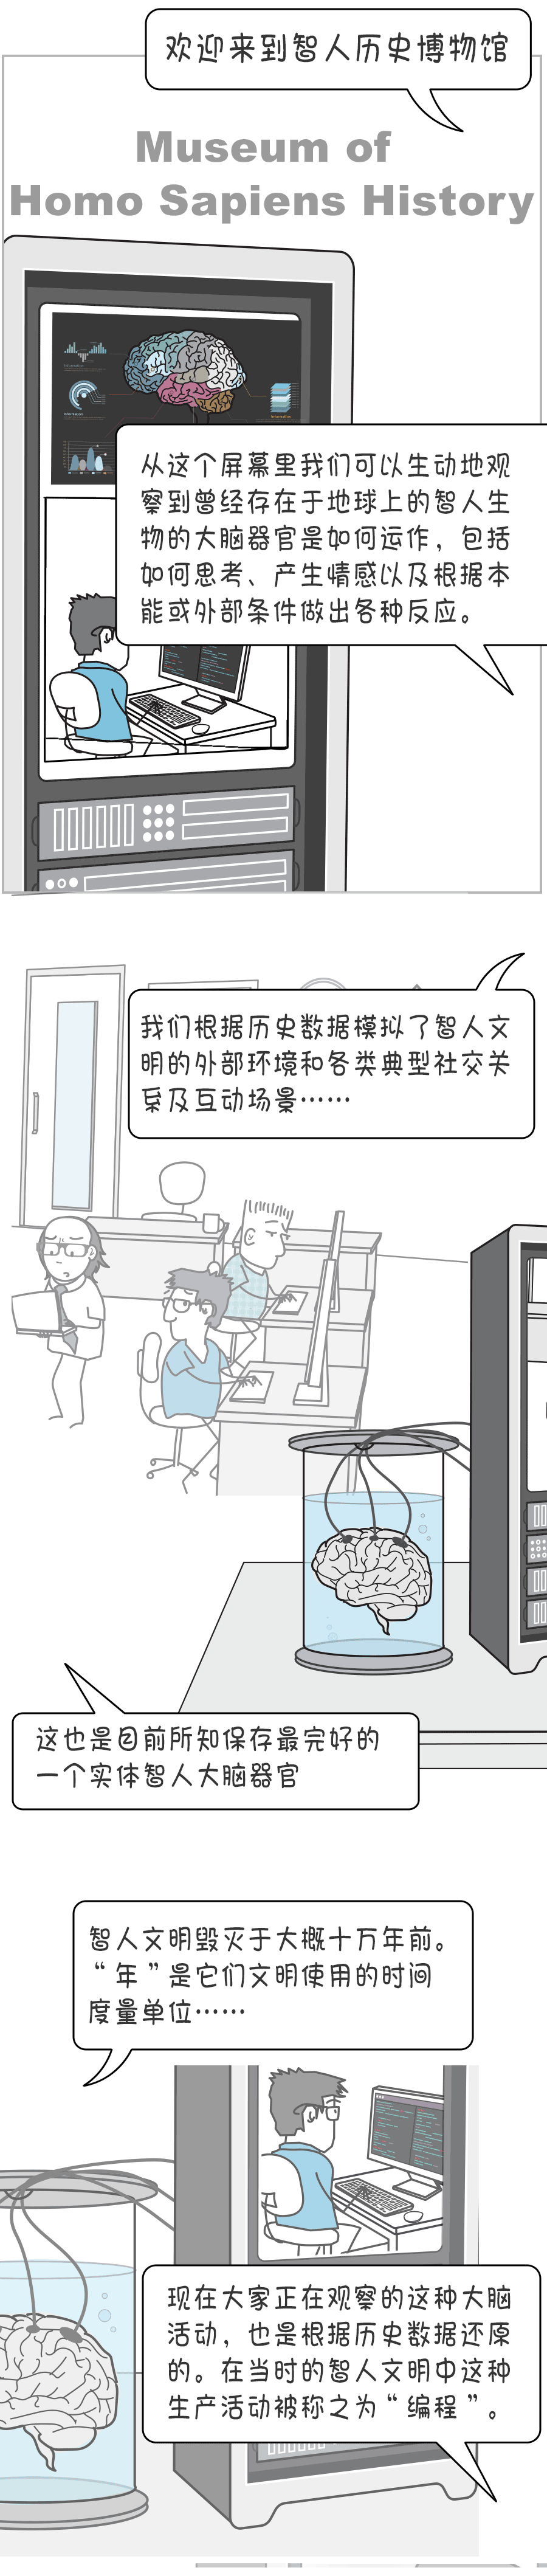 欢迎来到智人历史博物馆
Museum of
Homo Sapiens History
从这个屏幕里我们可以生动地观
察到曾经存在于地球上的智人生
物的大脑器官是如何运作，包括
如何思考、产生情感以及根据本
能或外部条件做出各种反应。
我们根据历史数据模拟了智人文
明的外部环境和各类典型社交关
系及互动场景……
这也是目前所知保存最完好的
一个实体智人大脑器官
智人文明毁灭于大概十万年前。
“年”是它们文明使用的时间
度量单位……
现在大家正在观察的这种大脑
活动，也是根据历史数据还原
的。在当时的智人文明中这种
生产活动被称之为“编程”。